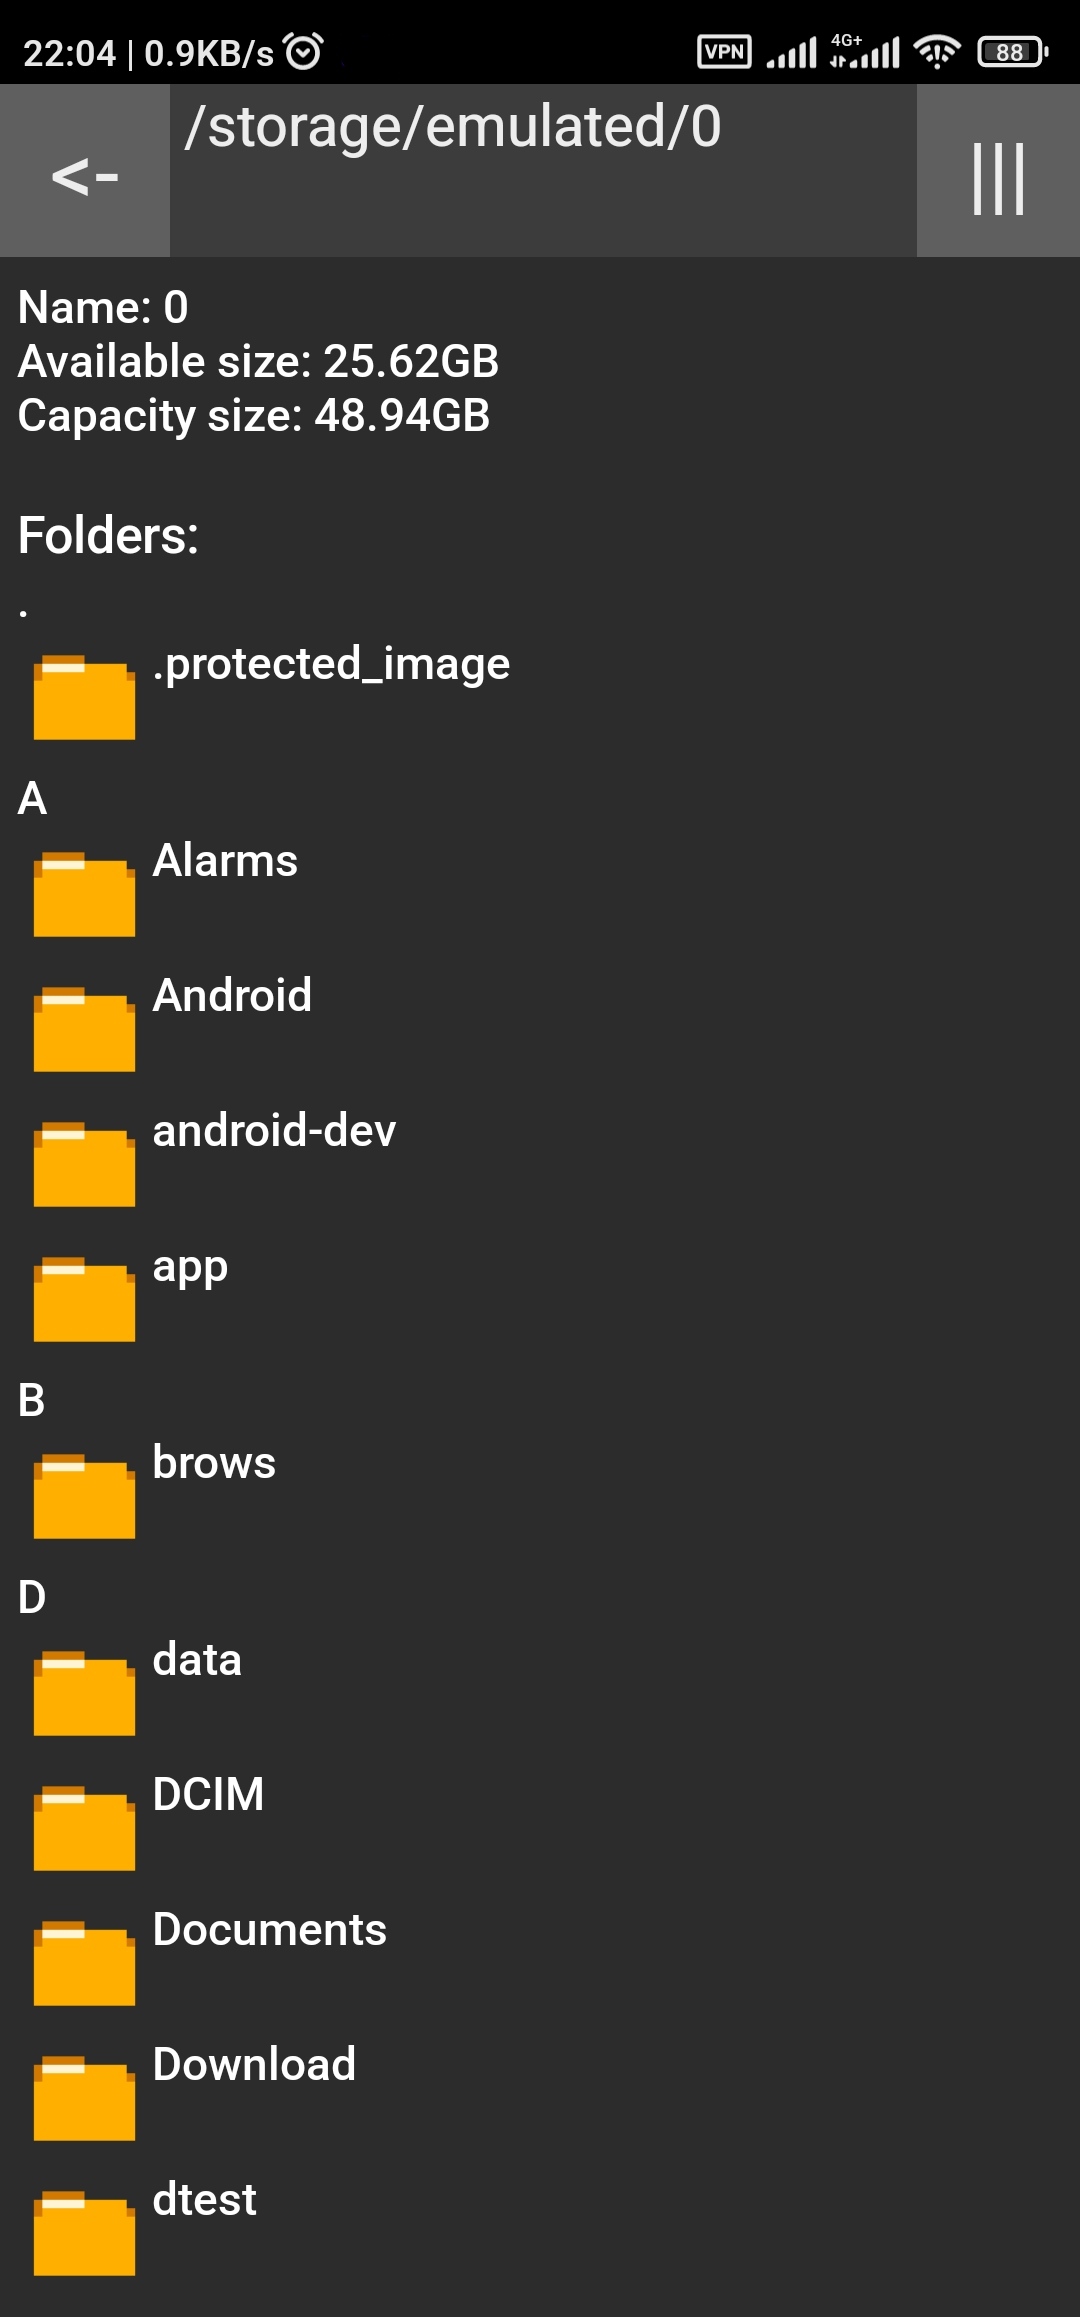 22:04 | 0.9KB/s
VPN 4G+ 88
<- /storage/emulated/0 |||
Name: 0
Available size: 25.62GB
Capacity size: 48.94GB
Folders:
.
.protected_image
A
Alarms
Android
android-dev
app
B
brows
D
data
DCIM
Documents
Download
dtest